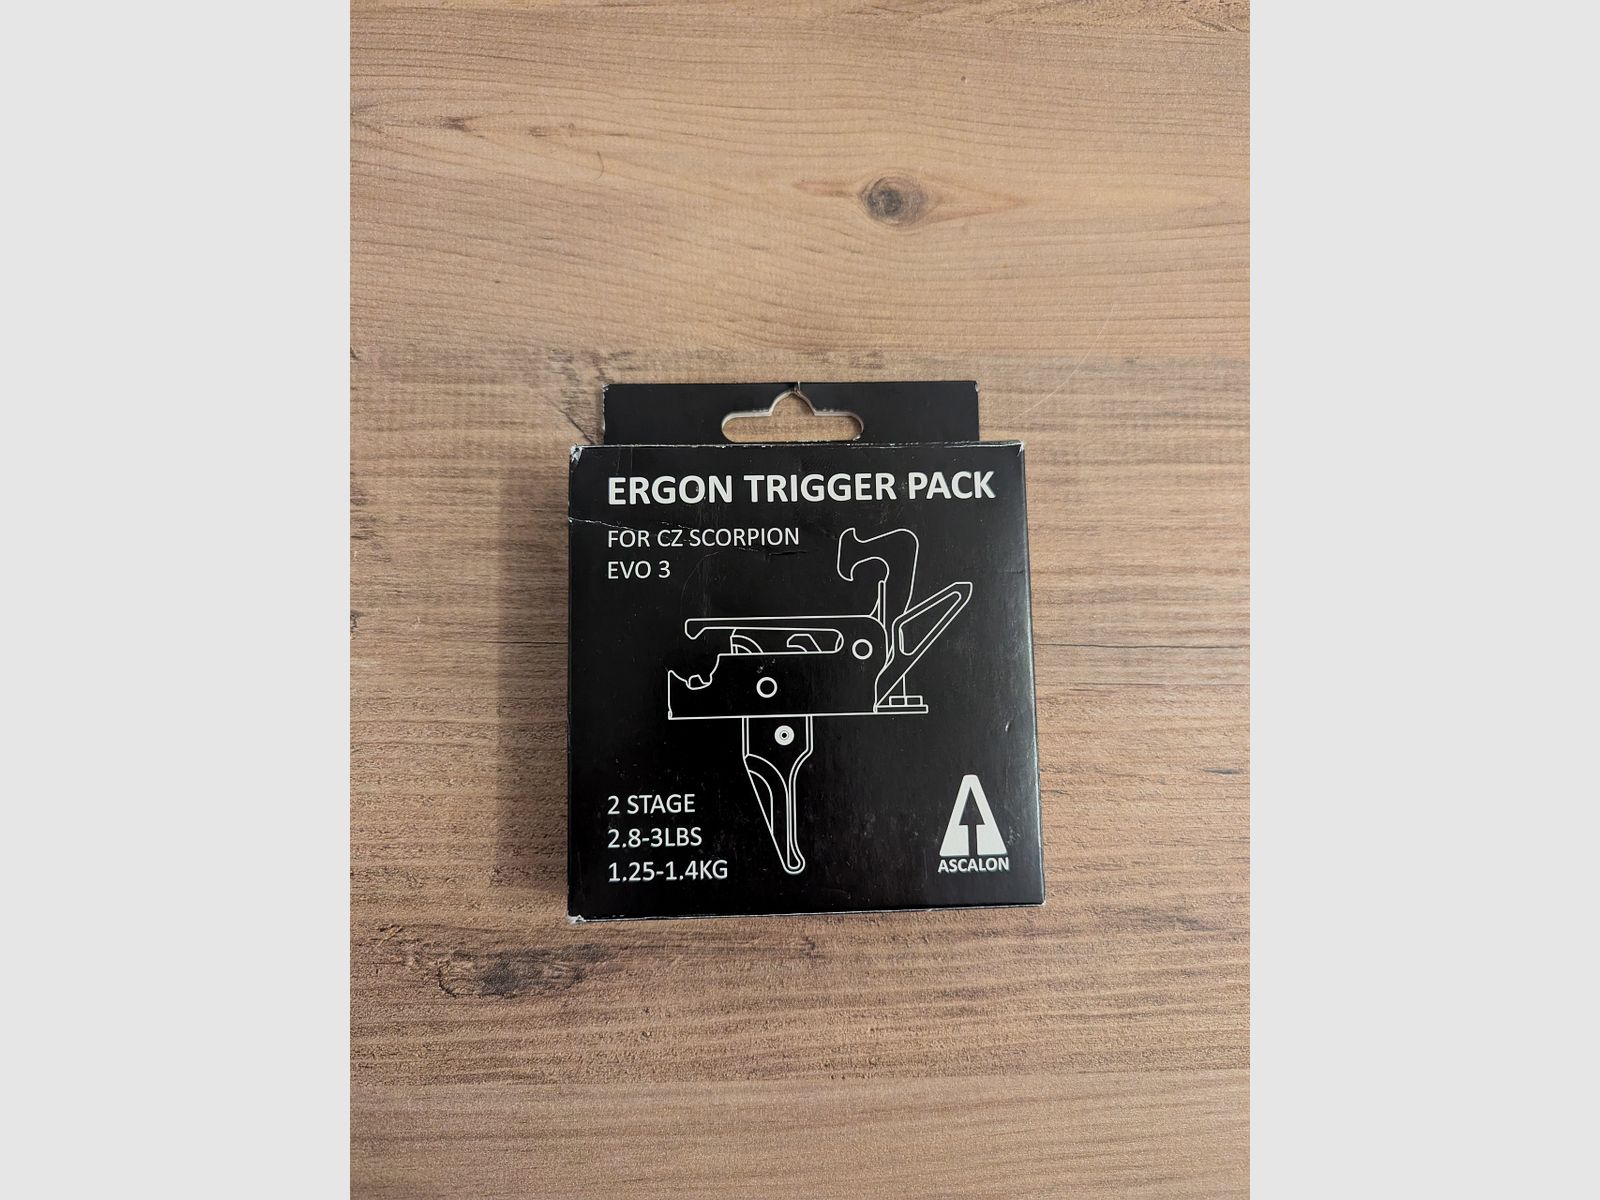 ERGON TRIGGER PACK
FOR CZ SCORPION
EVO 3
2 STAGE
2.8-3LBS
1.25-1.4KG
ASCALON